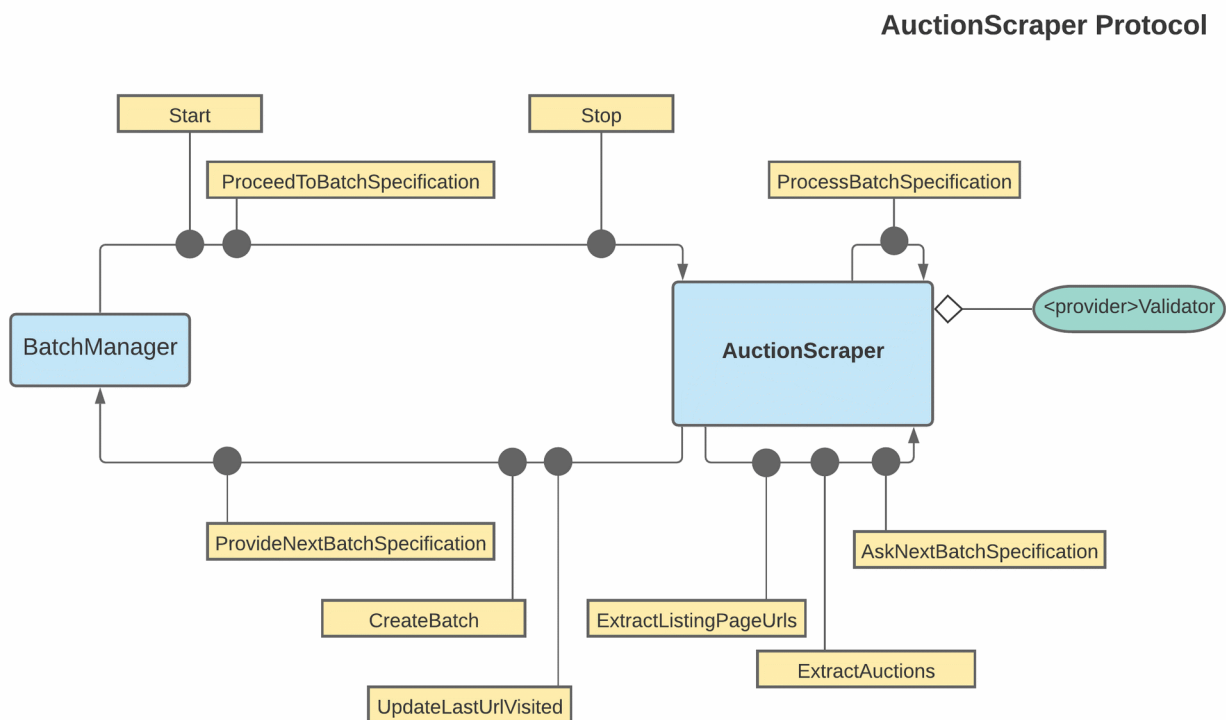 AuctionScraper Protocol
Start
Stop
ProceedToBatchSpecification
ProcessBatchSpecification
<provider>Validator
BatchManager
AuctionScraper
ProvideNextBatchSpecification
AskNextBatchSpecification
CreateBatch
ExtractListingPageUrls
ExtractAuctions
UpdateLastUrlVisited